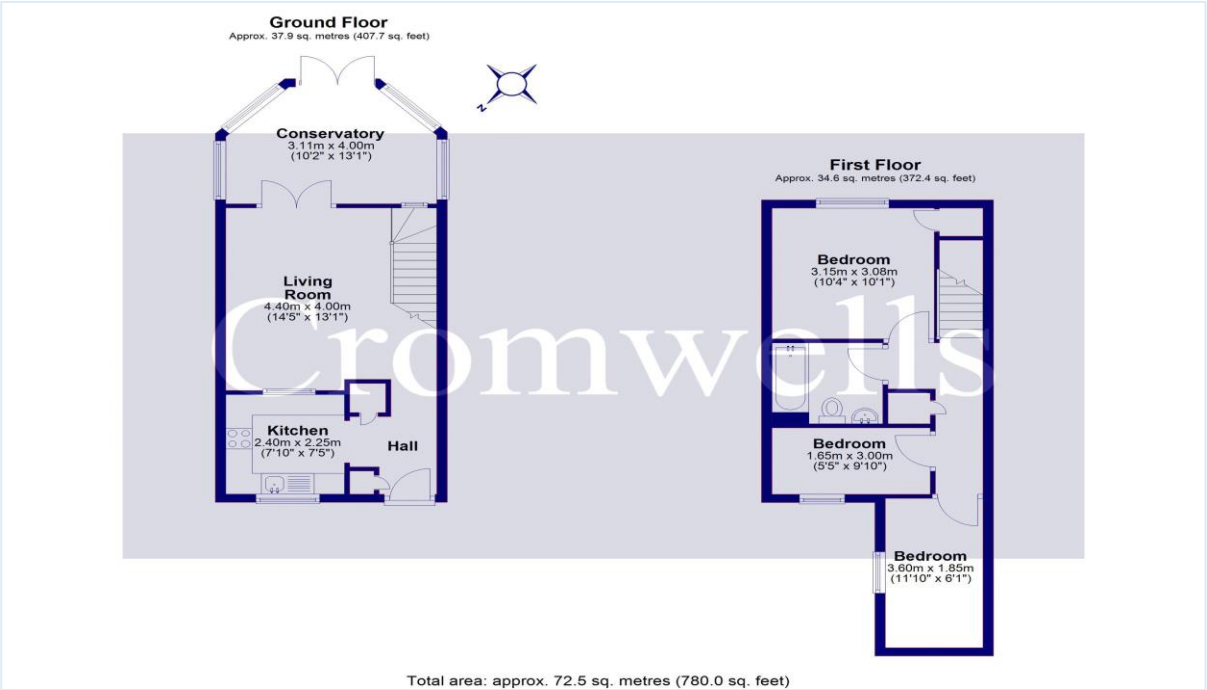 Ground Floor
Approx. 37.9 sq. metres (407.7 sq. feet)
N
Conservatory
3.11m x 4.00m
(10'2" x 13'1")
Living
Room
4.40m x 4.00m
(14'5" x 13'1")
Kitchen
2.40m x 2.25m
(7'10" x 7'5")
Hall
First Floor
Approx. 34.6 sq. metres (372.4 sq. feet)
Bedroom
3.15m x 3.08m
(10'4" x 10'1")
Bedroom
1.65m x 3.00m
(5'5" x 9'10")
Bedroom
3.60m x 1.85m
(11'10" x 6'1")
Cromwells
Total area: approx. 72.5 sq. metres (780.0 sq. feet)